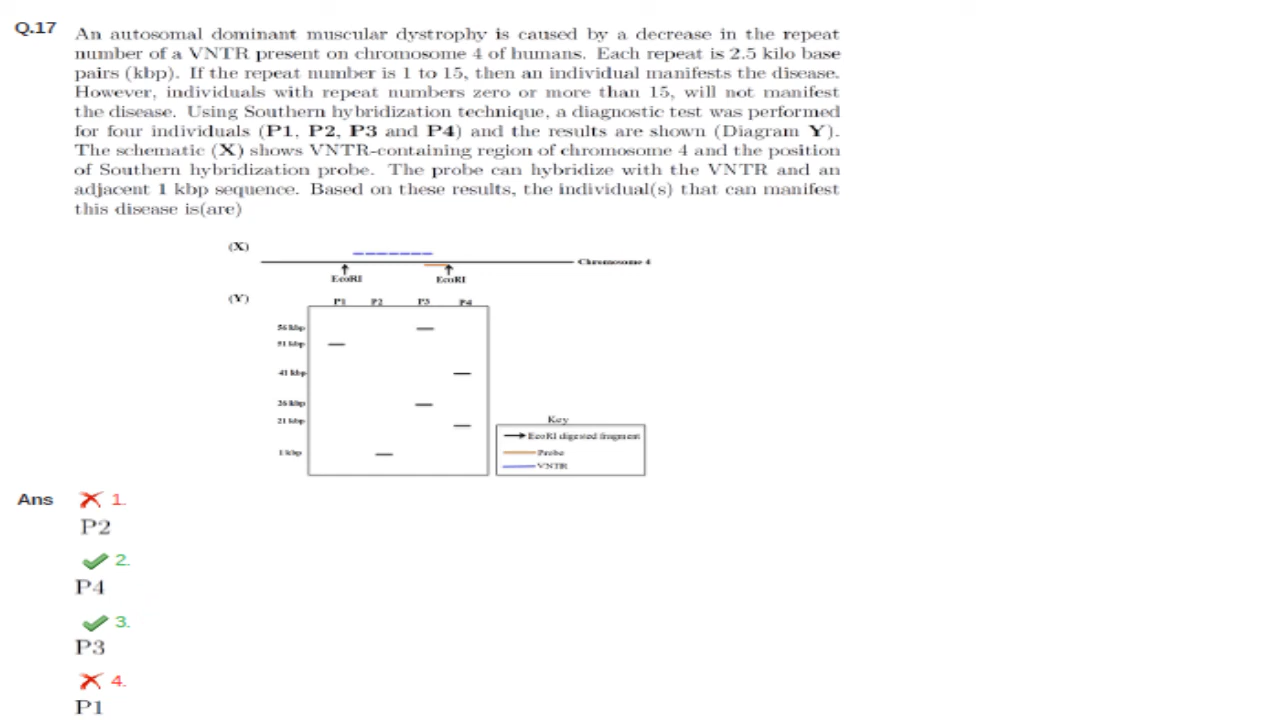 Q.17 An autosomal dominant muscular dystrophy is caused by a decrease in the repeat
number of a VNTR present on chromosome 4 of humans. Each repeat is 2.5 kilo base
pairs (kbp). If the repeat number is 1 to 15, then an individual manifests the disease.
However, individuals with repeat numbers zero or more than 15, will not manifest
the disease. Using Southern hybridization technique, a diagnostic test was performed
for four individuals (P1, P2, P3 and P4) and the results are shown (Diagram Y).
The schematic (X) shows VNTR-containing region of chromosome 4 and the position
of Southern hybridization probe. The probe can hybridize with the VNTR and an
adjacent 1 kbp sequence. Based on these results, the individual(s) that can manifest
this disease is(are)
(X)
Chromosome 4
EcoRI EcoRI
(Y)
P1 P2 P3 P4
56 kbp
51 kbp
41 kbp
26 kbp
21 kbp
1 kbp
Key
EcoRI digested fragment
Probe
VNTR
Ans 1.
P2
2.
P4
3.
P3
4.
P1